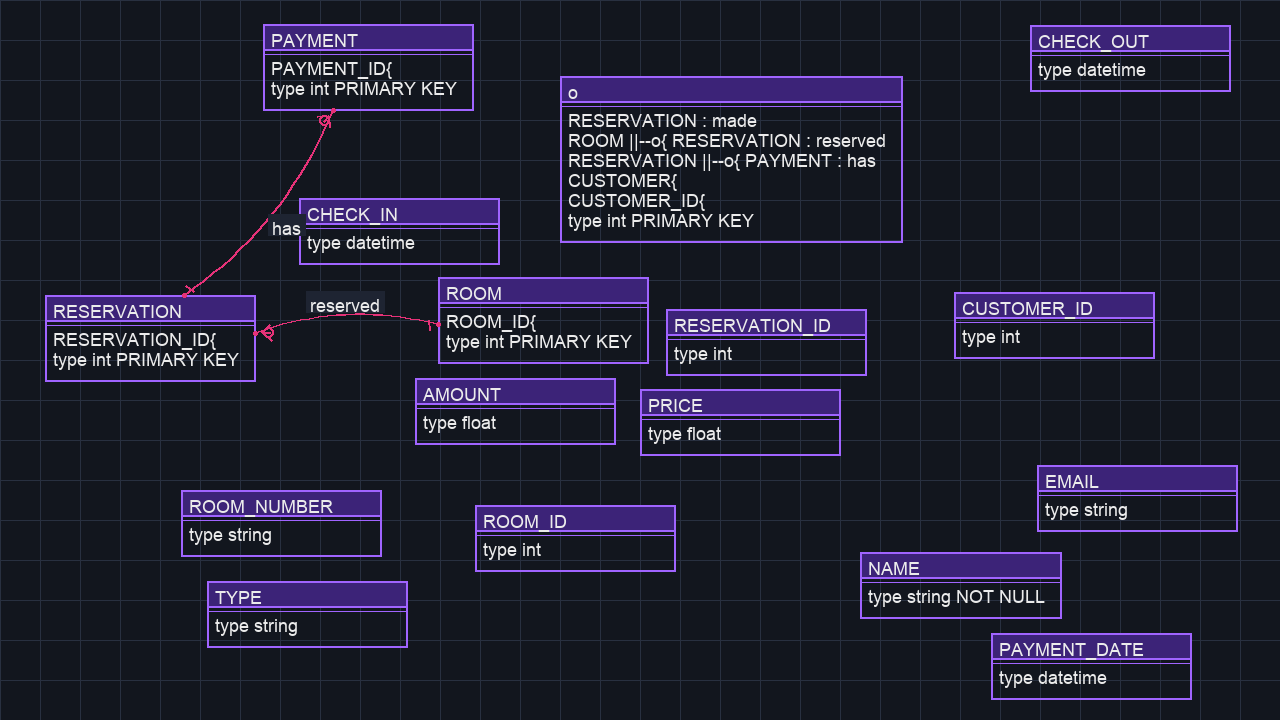 PAYMENT
PAYMENT_ID{
type int PRIMARY KEY
CHECK_OUT
type datetime
o
RESERVATION : made
ROOM ||--o{ RESERVATION : reserved
RESERVATION ||--o{ PAYMENT : has
CUSTOMER{
CUSTOMER_ID{
type int PRIMARY KEY
CHECK_IN
type datetime
has
RESERVATION
RESERVATION_ID{
type int PRIMARY KEY
reserved
ROOM
ROOM_ID{
type int PRIMARY KEY
RESERVATION_ID
type int
CUSTOMER_ID
type int
AMOUNT
type float
PRICE
type float
ROOM_NUMBER
type string
ROOM_ID
type int
EMAIL
type string
NAME
type string NOT NULL
TYPE
type string
PAYMENT_DATE
type datetime